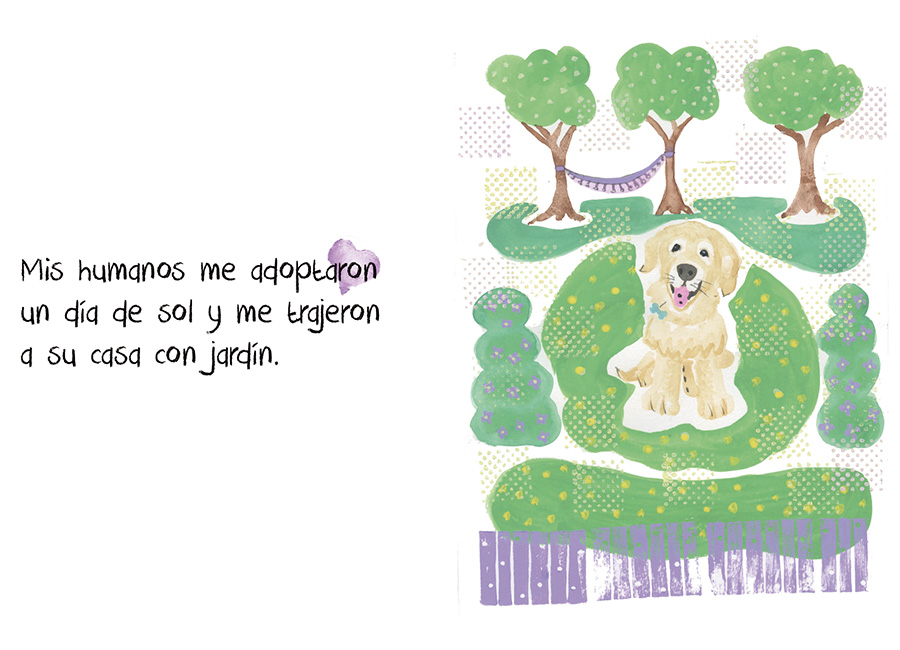 Mis humanos me adoptaron
un día de sol y me trajeron
a su casa con jardín.